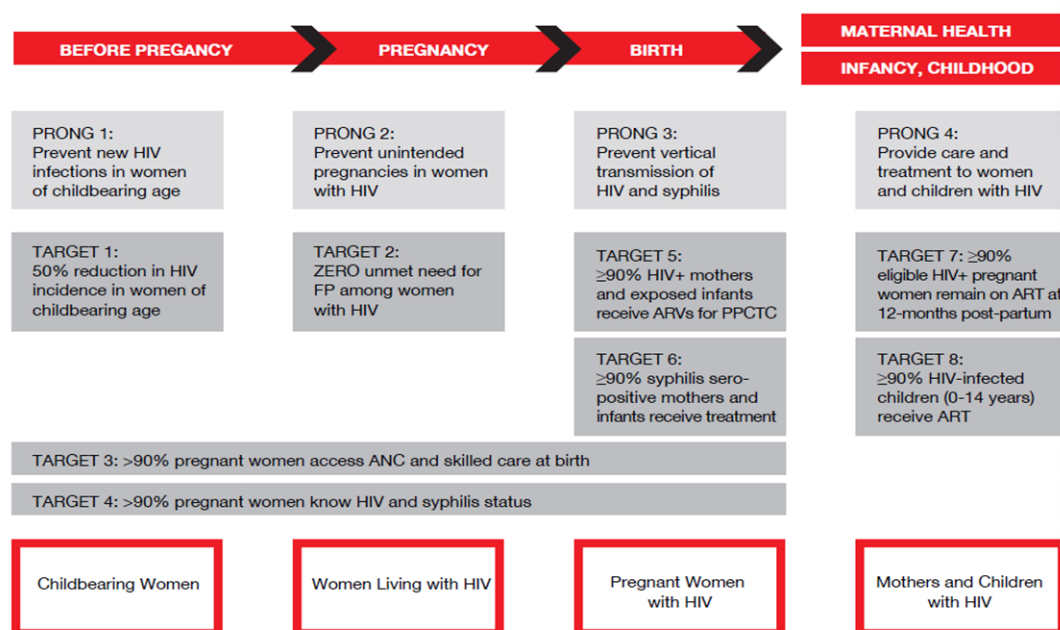 BEFORE PREGANCY
PREGNANCY
BIRTH
MATERNAL HEALTH
INFANCY, CHILDHOOD
PRONG 1:
Prevent new HIV
infections in women
of childbearing age
PRONG 2:
Prevent unintended
pregnancies in women
with HIV
PRONG 3:
Prevent vertical
transmission of
HIV and syphilis
PRONG 4:
Provide care and
treatment to women
and children with HIV
TARGET 1:
50% reduction in HIV
incidence in women of
childbearing age
TARGET 2:
ZERO unmet need for
FP among women
with HIV
TARGET 5:
≥90% HIV+ mothers
and exposed infants
receive ARVs for PPCTC
TARGET 7: ≥90%
eligible HIV+ pregnant
women remain on ART at
12-months post-partum
TARGET 6:
≥90% syphilis sero-
positive mothers and
infants receive treatment
TARGET 8:
≥90% HIV-infected
children (0-14 years)
receive ART
TARGET 3: >90% pregnant women access ANC and skilled care at birth
TARGET 4: >90% pregnant women know HIV and syphilis status
Childbearing Women
Women Living with HIV
Pregnant Women
with HIV
Mothers and Children
with HIV